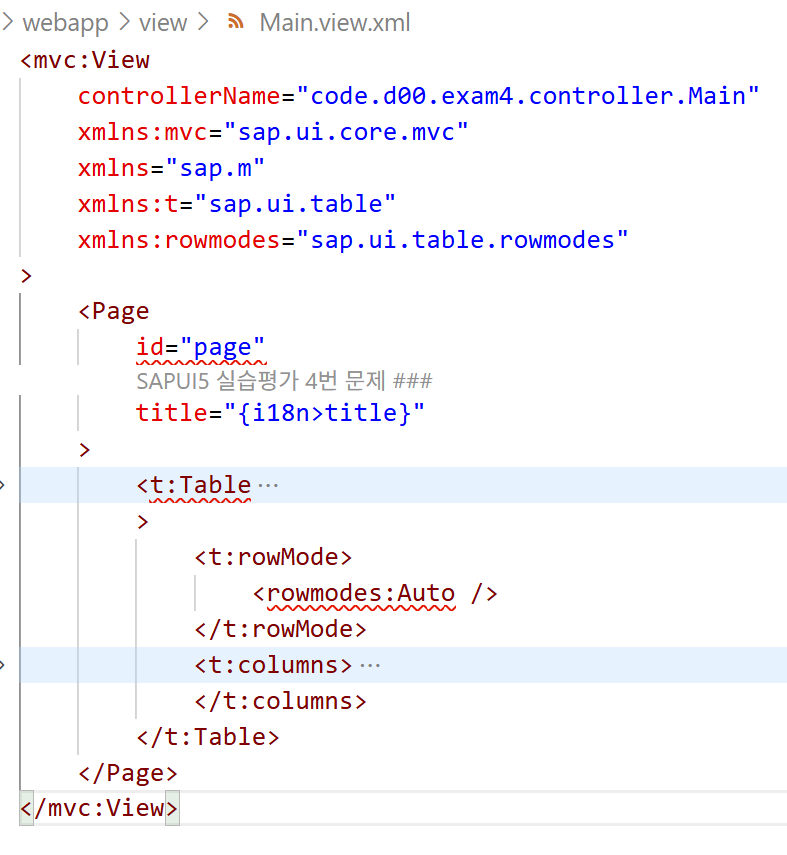 webapp > view > Main.view.xml
<mvc:View
controllerName="code.d00.exam4.controller.Main"
xmlns:mvc="sap.ui.core.mvc"
xmlns="sap.m"
xmlns:t="sap.ui.table"
xmlns:rowmodes="sap.ui.table.rowmodes"
>
<Page
id="page"
SAPUI5 실습평가 4번 문제 ###
title="{i18n>title}"
>
<t:Table ···
>
<t:rowMode>
<rowmodes:Auto />
</t:rowMode>
<t:columns> ···
</t:columns>
</t:Table>
</Page>
</mvc:View>